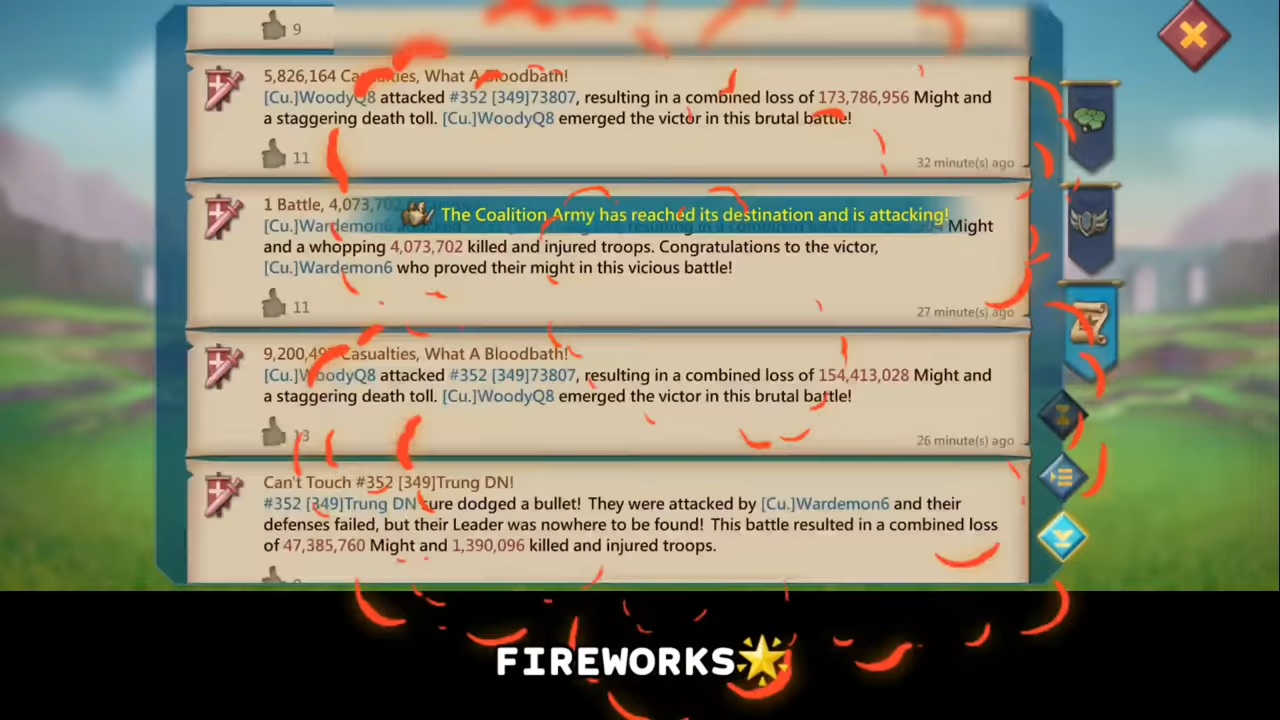 9
5,826,164 Casualties, What A Bloodbath!
[Cu.]WoodyQ8 attacked #352 [349]73807, resulting in a combined loss of 173,786,956 Might and
a staggering death toll. [Cu.]WoodyQ8 emerged the victor in this brutal battle!
11
32 minute(s) ago
1 Battle, 4,073,702
The Coalition Army has reached its destination and is attacking!
[Cu.]Wardemon6 Might
and a whopping 4,073,702 killed and injured troops. Congratulations to the victor,
[Cu.]Wardemon6 who proved their might in this vicious battle!
11
27 minute(s) ago
9,200,497 Casualties, What A Bloodbath!
[Cu.]WoodyQ8 attacked #352 [349]73807, resulting in a combined loss of 154,413,028 Might and
a staggering death toll. [Cu.]WoodyQ8 emerged the victor in this brutal battle!
13
26 minute(s) ago
Can't Touch #352 [349]Trung DN!
#352 [349]Trung DN sure dodged a bullet! They were attacked by [Cu.]Wardemon6 and their
defenses failed, but their Leader was nowhere to be found! This battle resulted in a combined loss
of 47,385,760 Might and 1,390,096 killed and injured troops.
FIREWORKS🌟